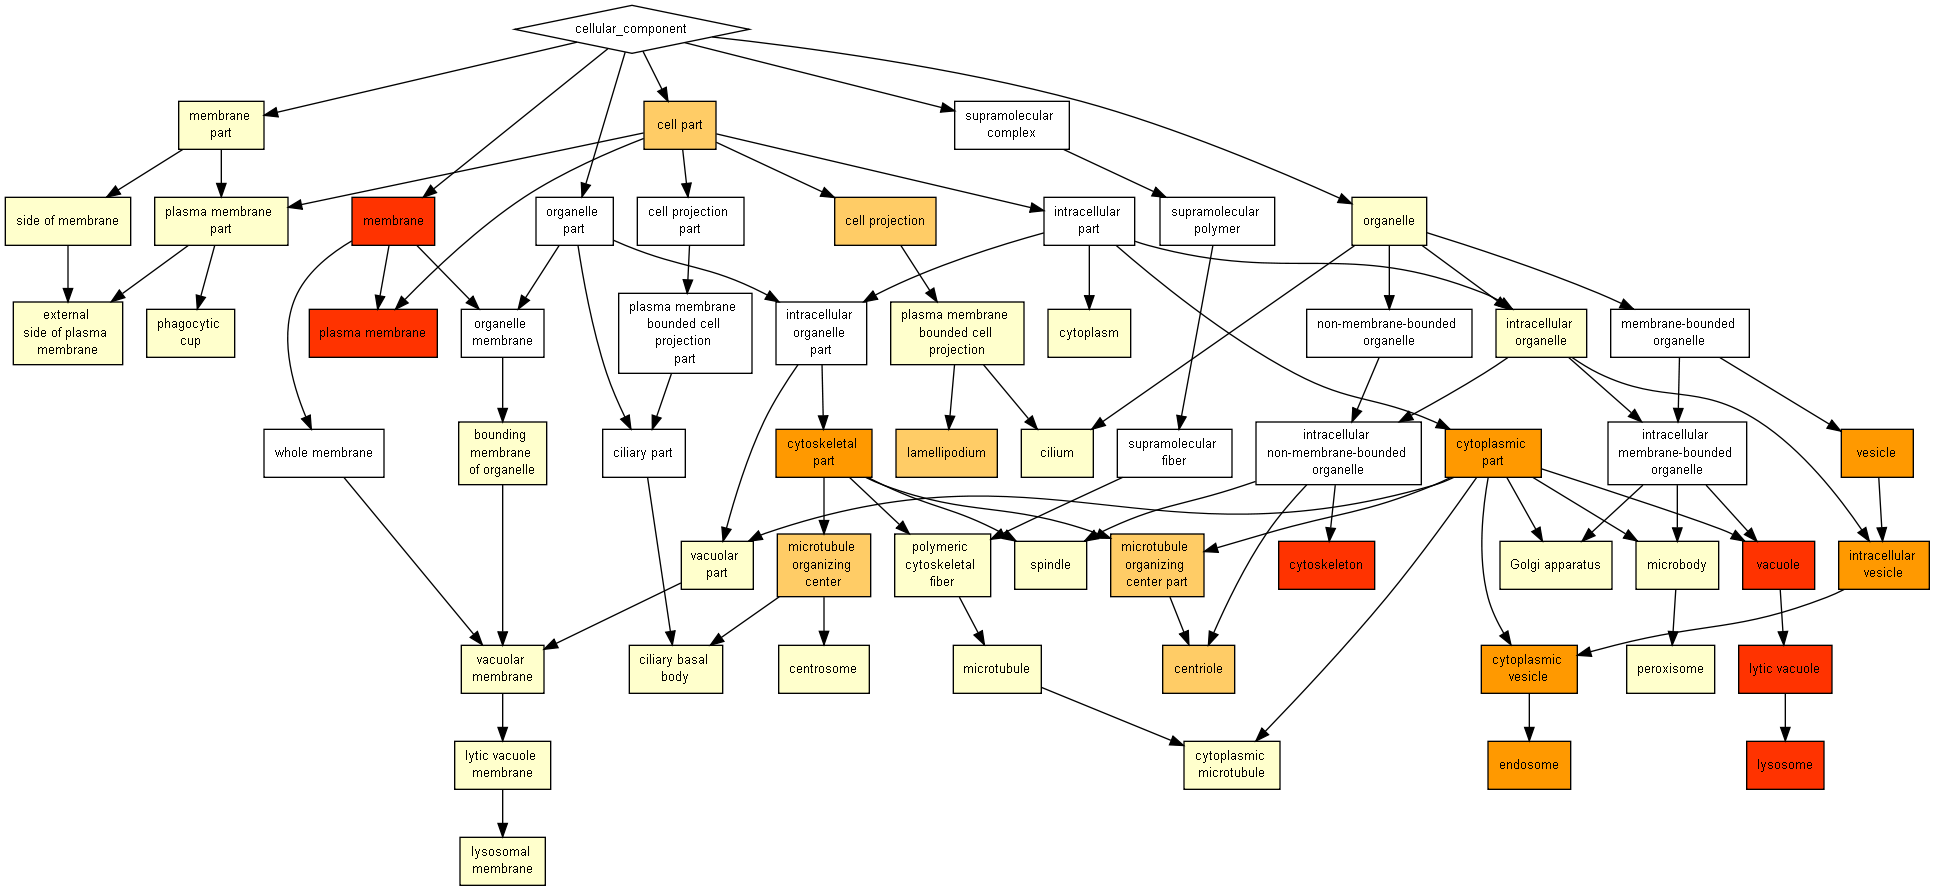 cellular_component
membrane
part
cell part
supramolecular
complex
side of membrane
plasma membrane
part
membrane
organelle
part
cell projection
part
cell projection
intracellular
part
supramolecular
polymer
organelle
external
side of plasma
membrane
phagocytic
cup
plasma membrane
organelle
membrane
plasma membrane
bounded cell
projection
part
intracellular
organelle
part
plasma membrane
bounded cell
projection
cytoplasm
non-membrane-bounded
organelle
intracellular
organelle
membrane-bounded
organelle
whole membrane
bounding
membrane
of organelle
ciliary part
cytoskeletal
part
lamellipodium
cilium
supramolecular
fiber
intracellular
non-membrane-bounded
organelle
cytoplasmic
part
intracellular
membrane-bounded
organelle
vesicle
vacuolar
part
microtubule
organizing
center
polymeric
cytoskeletal
fiber
spindle
microtubule
organizing
center part
cytoskeleton
Golgi apparatus
microbody
vacuole
intracellular
vesicle
vacuolar
membrane
ciliary basal
body
centrosome
microtubule
centriole
cytoplasmic
vesicle
peroxisome
lytic vacuole
lytic vacuole
membrane
cytoplasmic
microtubule
endosome
lysosome
lysosomal
membrane